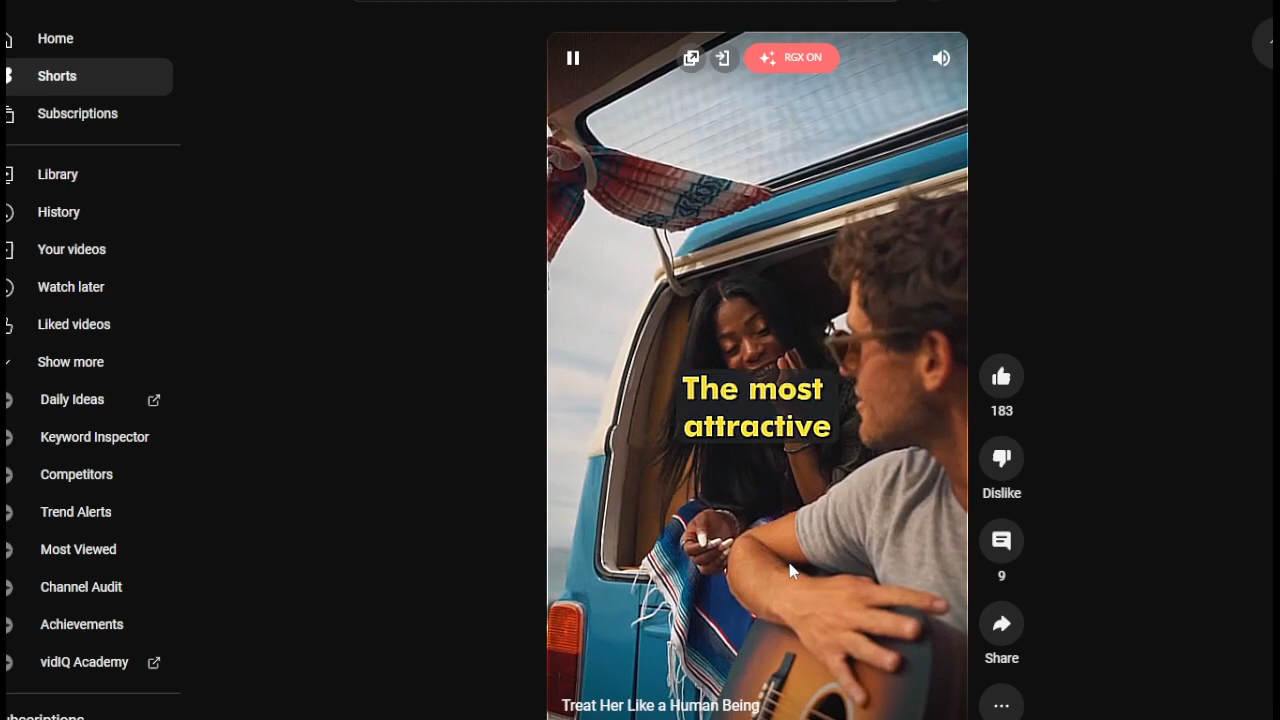 Home
Shorts
Subscriptions
Library
History
Your videos
Watch later
Liked videos
Show more
Daily Ideas
Keyword Inspector
Competitors
Trend Alerts
Most Viewed
Channel Audit
Achievements
vidIQ Academy
RGX ON
The most
attractive
Treat Her Like a Human Being
183
Dislike
9
Share